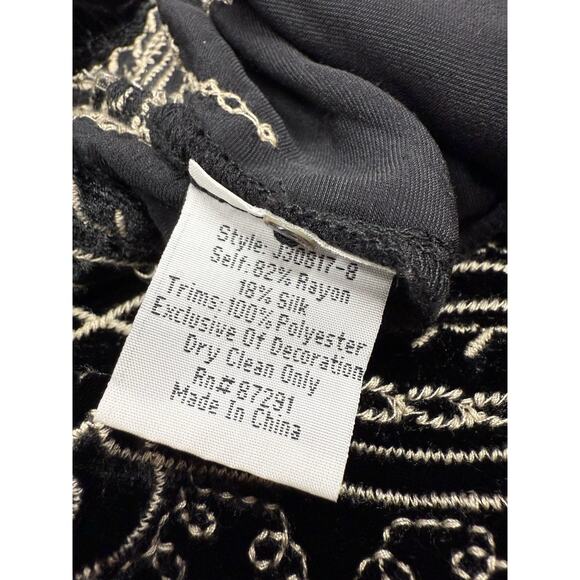 Style: J30817-8
Self: 82% Rayon
18% Silk
Trims: 100% Polyester
Exclusive Of Decoration
Dry Clean Only
Rn# 87291
Made In China